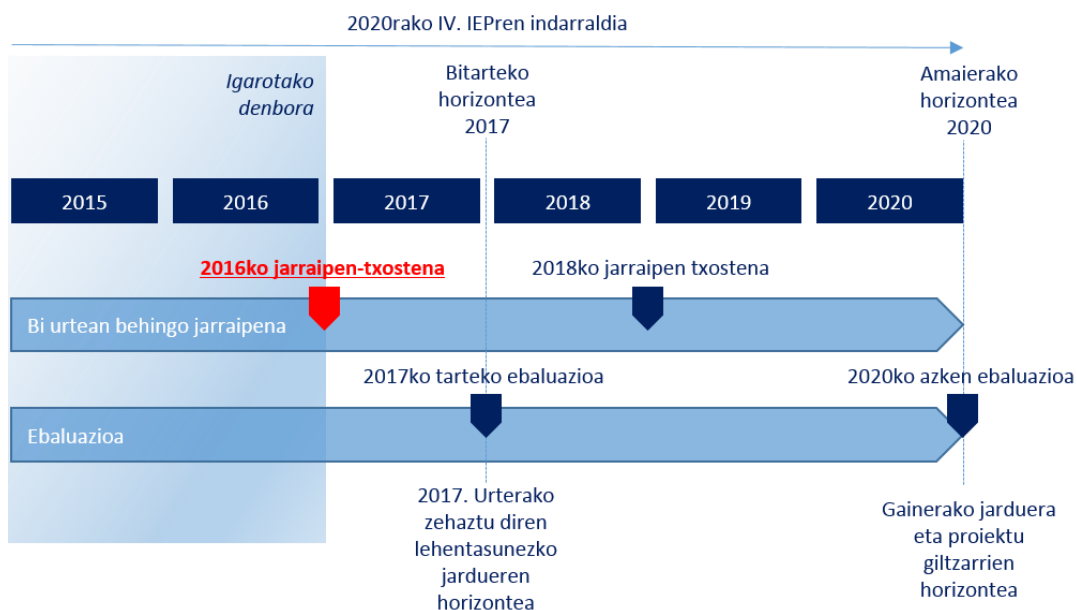 2020rako IV. IEPren indarraldia
Igarotako
denbora
Bitarteko
horizontea
2017
Amaierako
horizontea
2020
2015
2016
2017
2018
2019
2020
2016ko jarraipen-txostena
2018ko jarraipen txostena
Bi urtean behingo jarraipena
2017ko tarteko ebaluazioa
2020ko azken ebaluazioa
Ebaluazioa
2017. Urterako
zehaztu diren
lehentasunezko
jardueren
horizontea
Gainerako jarduera
eta proiektu
giltzarrien
horizontea